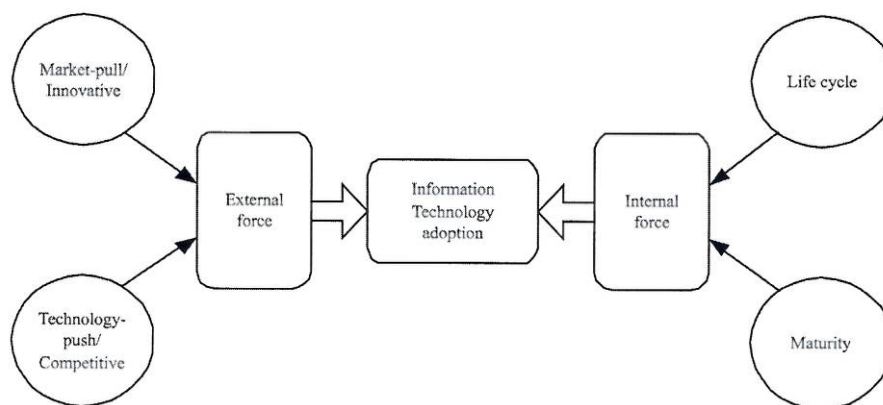 Market-pull/
Innovative
Life cycle
External
force
Information
Technology
adoption
Internal
force
Technology-
push/
Competitive
Maturity